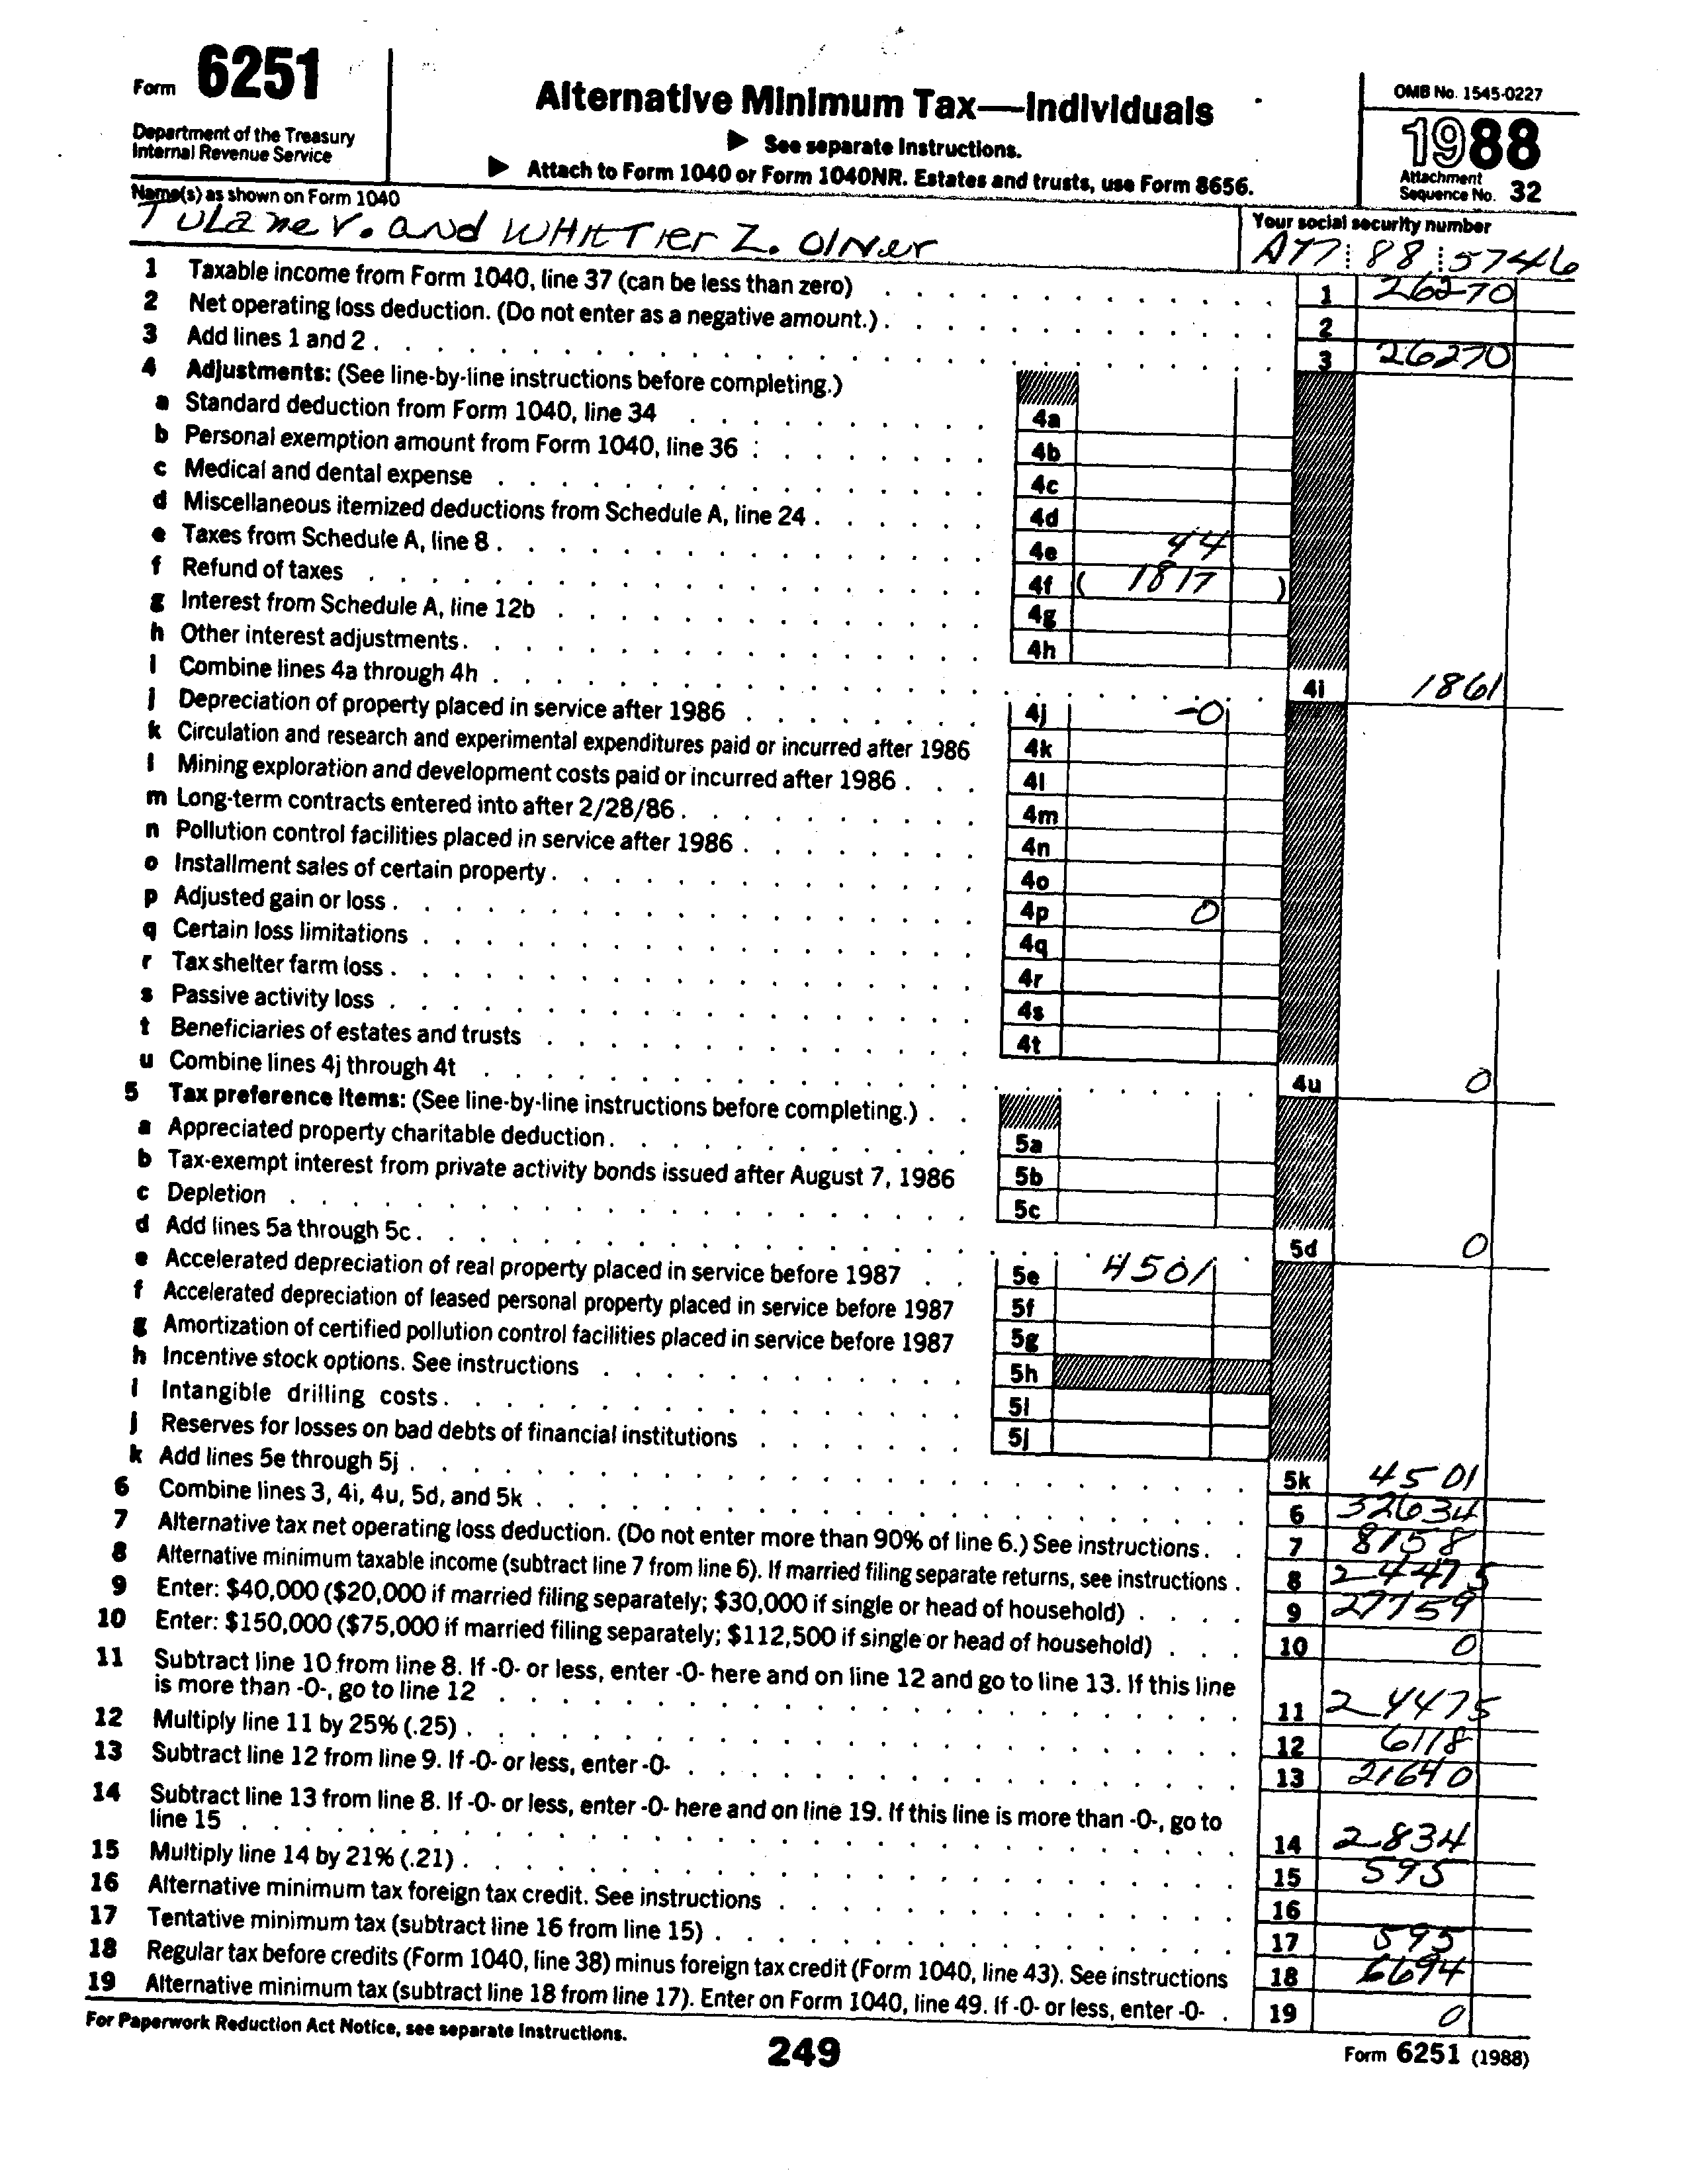 Form 6251
Department of the Treasury
Internal Revenue Service
Alternative Minimum Tax—Individuals
▶ See separate Instructions.
▶ Attach to Form 1040 or Form 1040NR. Estates and trusts, use Form 8656.
OMB No. 1545-0227
1988
Attachment
Sequence No. 32
Name(s) as shown on Form 1040
Your social security number
TULane V. and WHITTier Z. Olner
A77 88 5746
1 Taxable income from Form 1040, line 37 (can be less than zero) 1 26270
2 Net operating loss deduction. (Do not enter as a negative amount.) 2
3 Add lines 1 and 2 3 26270
4 Adjustments: (See line-by-line instructions before completing.)
a Standard deduction from Form 1040, line 34 4a
b Personal exemption amount from Form 1040, line 36 4b
c Medical and dental expense 4c
d Miscellaneous itemized deductions from Schedule A, line 24 4d
e Taxes from Schedule A, line 8 4e 44
f Refund of taxes 4f ( 1817 )
g Interest from Schedule A, line 12b 4g
h Other interest adjustments 4h
i Combine lines 4a through 4h 4i 1861
j Depreciation of property placed in service after 1986 4j -0
k Circulation and research and experimental expenditures paid or incurred after 1986 4k
l Mining exploration and development costs paid or incurred after 1986 4l
m Long-term contracts entered into after 2/28/86 4m
n Pollution control facilities placed in service after 1986 4n
o Installment sales of certain property 4o
p Adjusted gain or loss 4p 0
q Certain loss limitations 4q
r Tax shelter farm loss 4r
s Passive activity loss 4s
t Beneficiaries of estates and trusts 4t
u Combine lines 4j through 4t 4u 0
5 Tax preference items: (See line-by-line instructions before completing.)
a Appreciated property charitable deduction 5a
b Tax-exempt interest from private activity bonds issued after August 7, 1986 5b
c Depletion 5c
d Add lines 5a through 5c 5d 0
e Accelerated depreciation of real property placed in service before 1987 5e 4501
f Accelerated depreciation of leased personal property placed in service before 1987 5f
g Amortization of certified pollution control facilities placed in service before 1987 5g
h Incentive stock options. See instructions 5h
i Intangible drilling costs 5i
j Reserves for losses on bad debts of financial institutions 5j
k Add lines 5e through 5j 5k 4501
6 Combine lines 3, 4i, 4u, 5d, and 5k 6 32634
7 Alternative tax net operating loss deduction. (Do not enter more than 90% of line 6.) See instructions 7 8158
8 Alternative minimum taxable income (subtract line 7 from line 6). If married filing separate returns, see instructions 8 24475
9 Enter: $40,000 ($20,000 if married filing separately; $30,000 if single or head of household) 9 27759
10 Enter: $150,000 ($75,000 if married filing separately; $112,500 if single or head of household) 10 0
11 Subtract line 10 from line 8. If -0- or less, enter -0- here and on line 12 and go to line 13. If this line
is more than -0-, go to line 12 11 24475
12 Multiply line 11 by 25% (.25) 12 6118
13 Subtract line 12 from line 9. If -0- or less, enter -0- 13 21640
14 Subtract line 13 from line 8. If -0- or less, enter -0- here and on line 19. If this line is more than -0-, go to
line 15 14 2834
15 Multiply line 14 by 21% (.21) 15 595
16 Alternative minimum tax foreign tax credit. See instructions 16
17 Tentative minimum tax (subtract line 16 from line 15) 17 595
18 Regular tax before credits (Form 1040, line 38) minus foreign tax credit (Form 1040, line 43). See instructions 18 6694
19 Alternative minimum tax (subtract line 18 from line 17). Enter on Form 1040, line 49. If -0- or less, enter -0- 19 0
For Paperwork Reduction Act Notice, see separate Instructions.
249
Form 6251 (1988)